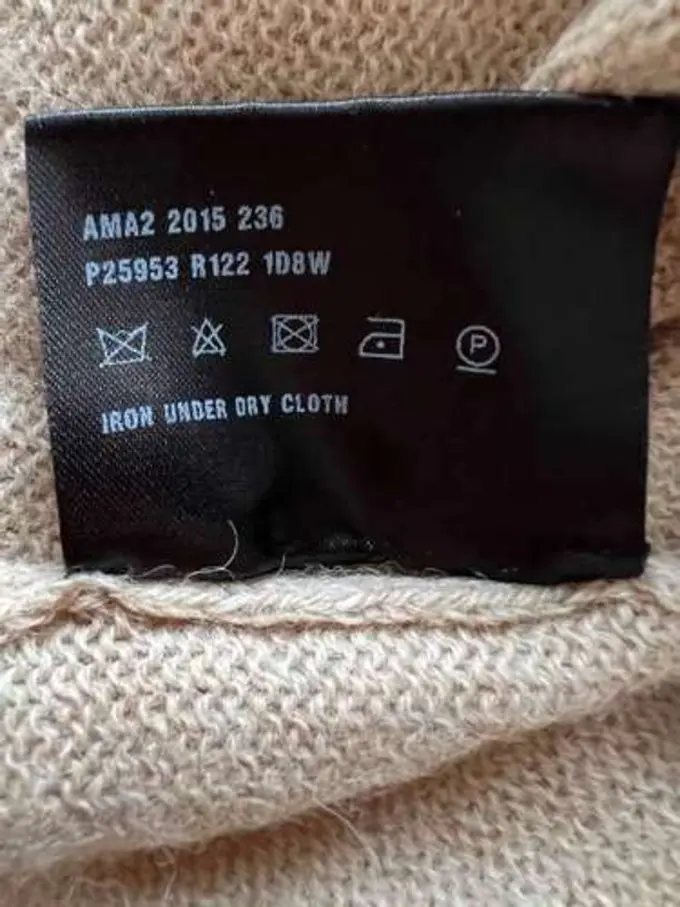 AMA2 2015 236
P25953 R122 1D8W
P
IRON UNDER DRY CLOTH